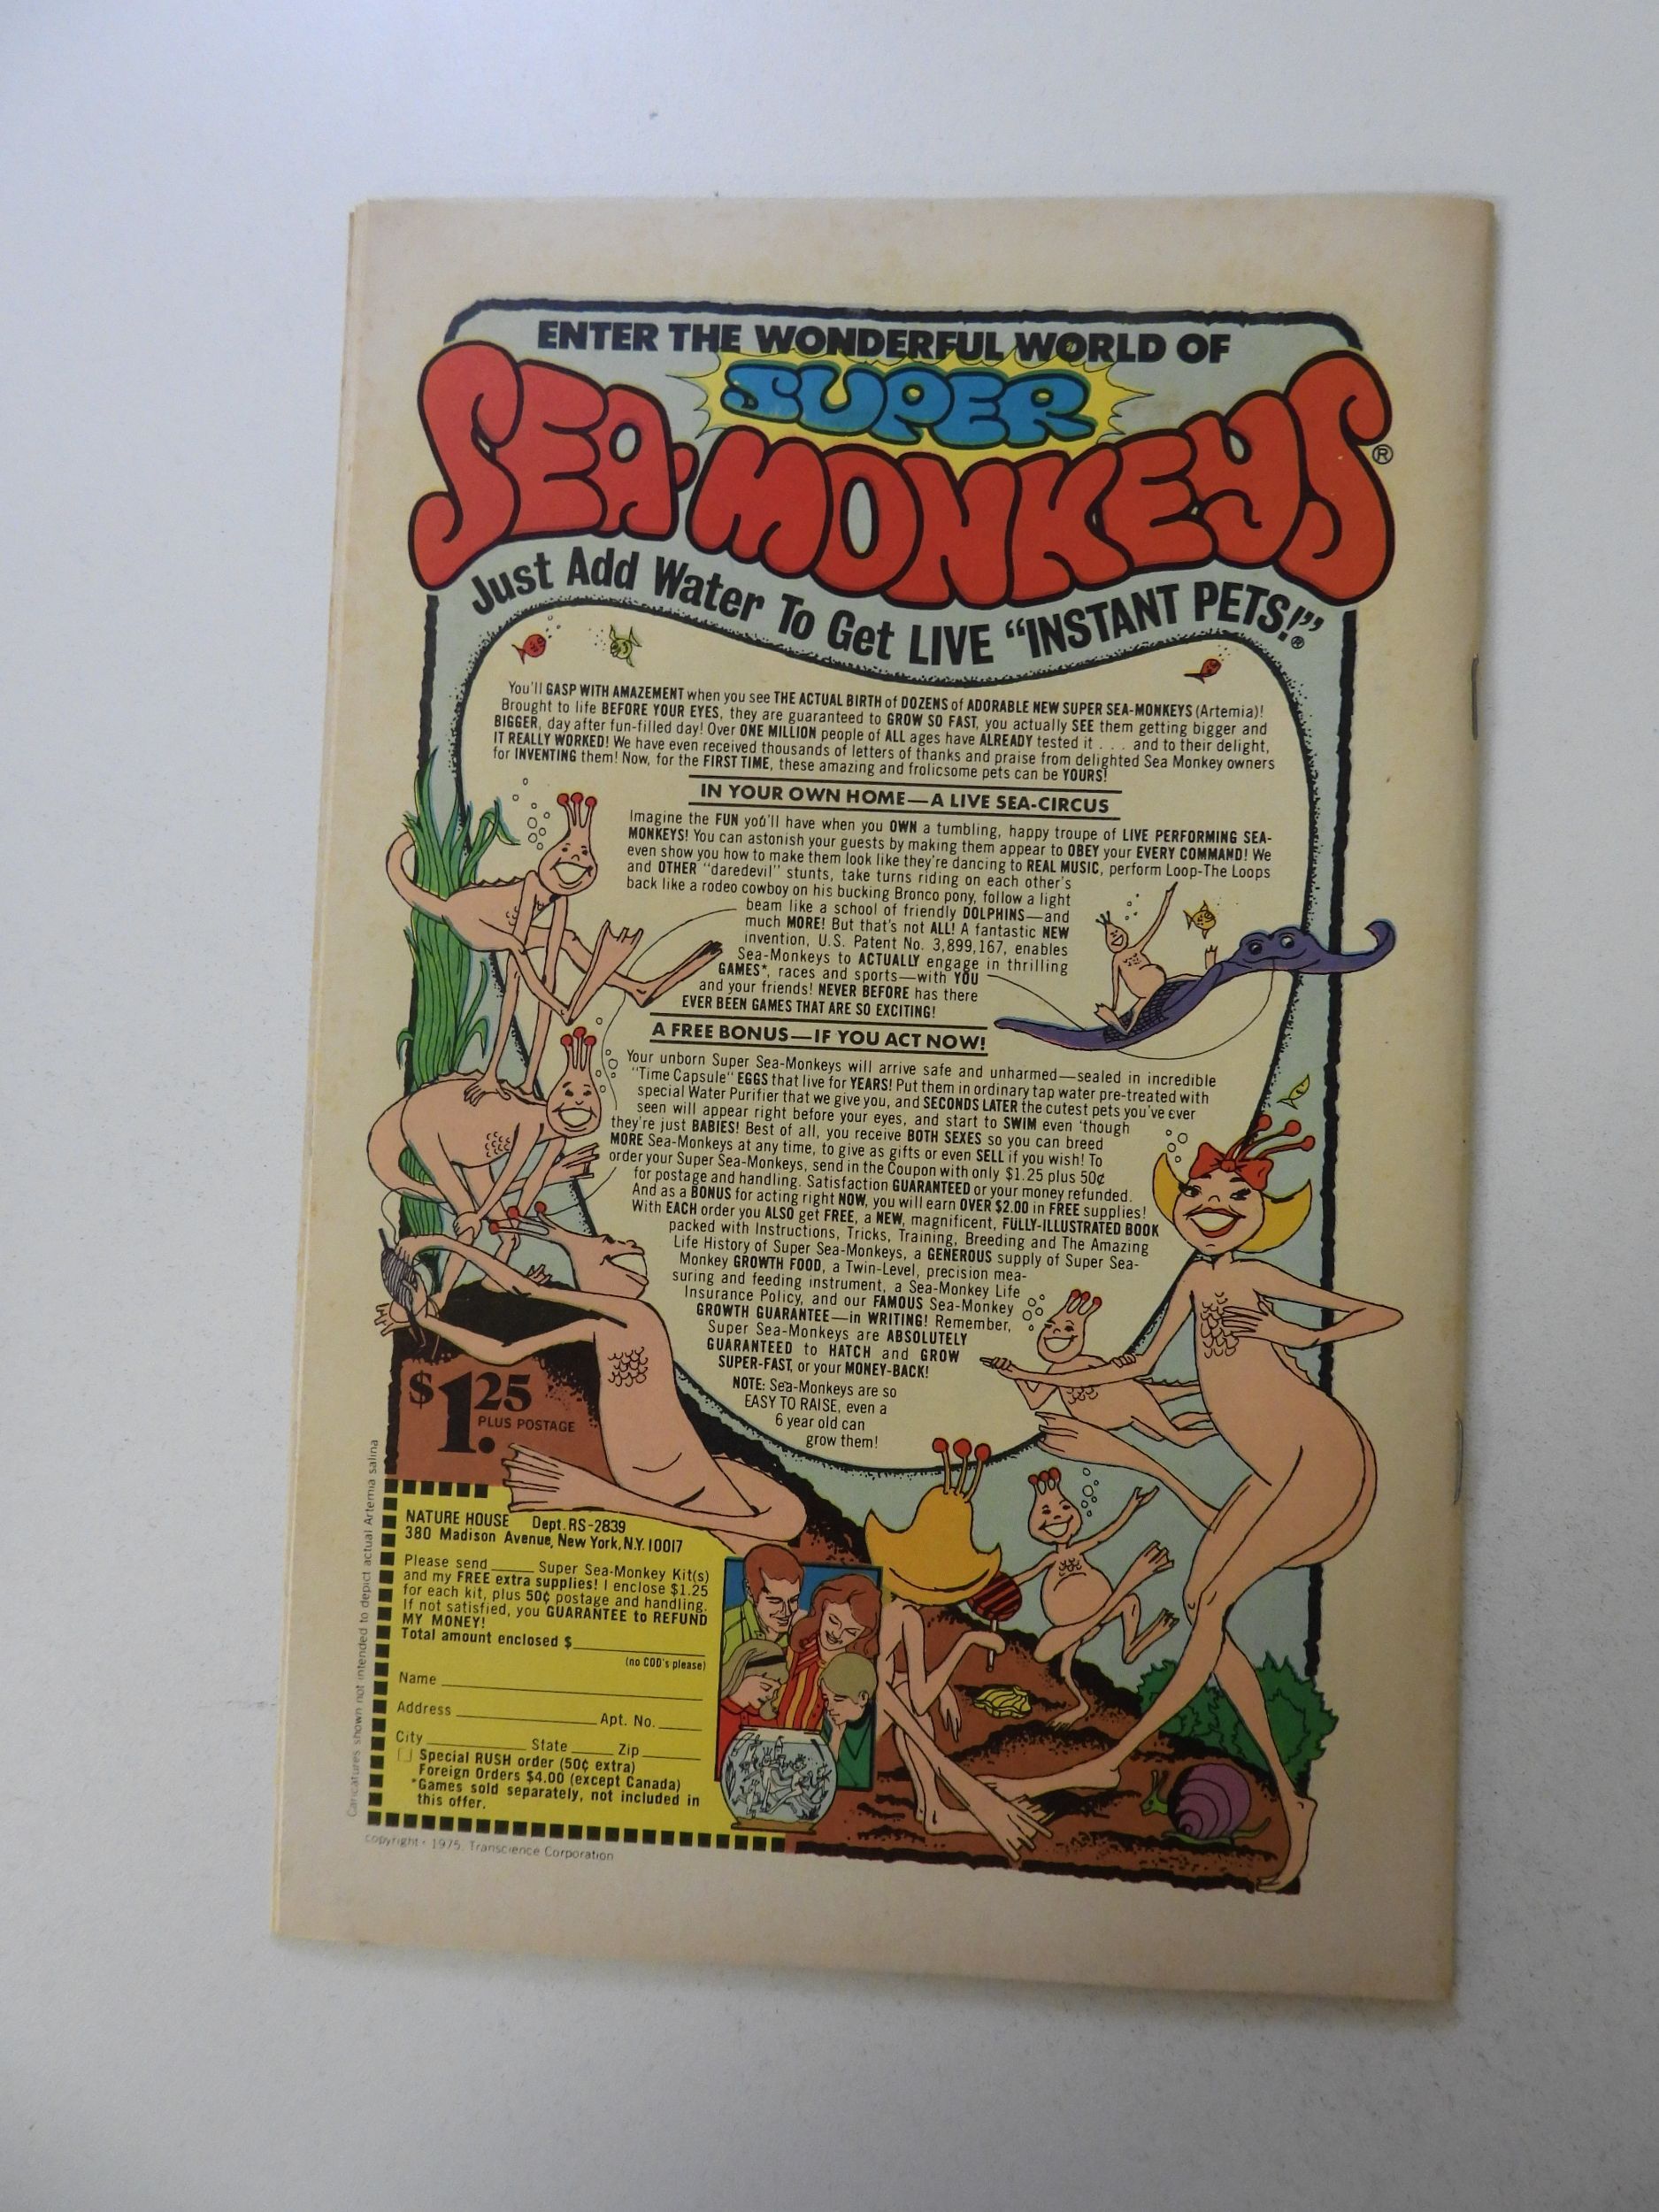 ENTER THE WONDERFUL WORLD OF
SUPER
SEA-MONKEYS®
Just Add Water To Get LIVE "INSTANT PETS!"®
You'll GASP WITH AMAZEMENT when you see THE ACTUAL BIRTH of DOZENS of ADORABLE NEW SUPER SEA-MONKEYS (Artemia)!
Brought to life BEFORE YOUR EYES, they are guaranteed to GROW SO FAST, you actually SEE them getting bigger and
BIGGER, day after fun-filled day! Over ONE MILLION people of ALL ages have ALREADY tested it . . . and to their delight,
IT REALLY WORKED! We have even received thousands of letters of thanks and praise from delighted Sea Monkey owners
for INVENTING them! Now, for the FIRST TIME, these amazing and frolicsome pets can be YOURS!
IN YOUR OWN HOME—A LIVE SEA-CIRCUS
Imagine the FUN you'll have when you OWN a tumbling, happy troupe of LIVE PERFORMING SEA-
MONKEYS! You can astonish your guests by making them appear to OBEY your EVERY COMMAND! We
even show you how to make them look like they're dancing to REAL MUSIC, perform Loop-The Loops
and OTHER "daredevil" stunts, take turns riding on each other's
back like a rodeo cowboy on his bucking Bronco pony, follow a light
beam like a school of friendly DOLPHINS—and
much MORE! But that's not ALL! A fantastic NEW
invention, U.S. Patent No. 3,899,167, enables
Sea-Monkeys to ACTUALLY engage in thrilling
GAMES*, races and sports—with YOU
and your friends! NEVER BEFORE has there
EVER BEEN GAMES THAT ARE SO EXCITING!
A FREE BONUS—IF YOU ACT NOW!
Your unborn Super Sea-Monkeys will arrive safe and unharmed—sealed in incredible
"Time Capsule" EGGS that live for YEARS! Put them in ordinary tap water pre-treated with
special Water Purifier that we give you, and SECONDS LATER the cutest pets you've ever
seen will appear right before your eyes, and start to SWIM even 'though
they're just BABIES! Best of all, you receive BOTH SEXES so you can breed
MORE Sea-Monkeys at any time, to give as gifts or even SELL if you wish! To
order your Super Sea-Monkeys, send in the Coupon with only $1.25 plus 50¢
for postage and handling. Satisfaction GUARANTEED or your money refunded.
And as a BONUS for acting right NOW, you will earn OVER $2.00 in FREE supplies!
With EACH order you ALSO get FREE, a NEW, magnificent, FULLY-ILLUSTRATED BOOK
packed with Instructions, Tricks, Training, Breeding and The Amazing
Life History of Super Sea-Monkeys, a GENEROUS supply of Super Sea-
Monkey GROWTH FOOD, a Twin-Level, precision mea-
suring and feeding instrument, a Sea-Monkey Life
Insurance Policy, and our FAMOUS Sea-Monkey
GROWTH GUARANTEE—in WRITING! Remember,
Super Sea-Monkeys are ABSOLUTELY
GUARANTEED to HATCH and GROW
SUPER-FAST, or your MONEY-BACK!
NOTE: Sea-Monkeys are so
EASY TO RAISE, even a
6 year old can
grow them!
$1.25
PLUS POSTAGE
NATURE HOUSE Dept. RS-2839
380 Madison Avenue, New York, N.Y. 10017
Please send _____ Super Sea-Monkey Kit(s)
and my FREE extra supplies! I enclose $1.25
for each kit, plus 50¢ postage and handling.
If not satisfied, you GUARANTEE to REFUND
MY MONEY!
Total amount enclosed $_____
(no COD's please)
Name _____
Address _____ Apt. No. _____
City _____ State _____ Zip _____
☐ Special RUSH order (50¢ extra)
Foreign Orders $4.00 (except Canada)
*Games sold separately, not included in
this offer.
Caricatures shown not intended to depict actual Artemia salina
copyright · 1975, Transcience Corporation